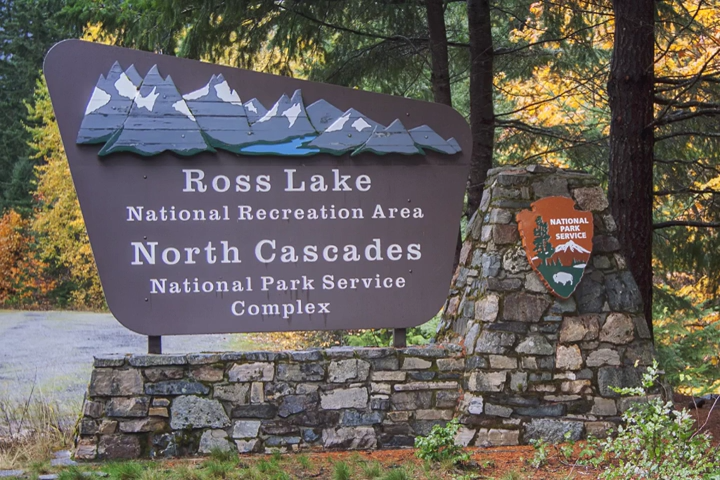 Ross Lake
National Recreation Area
North Cascades
National Park Service
Complex
NATIONAL
PARK
SERVICE